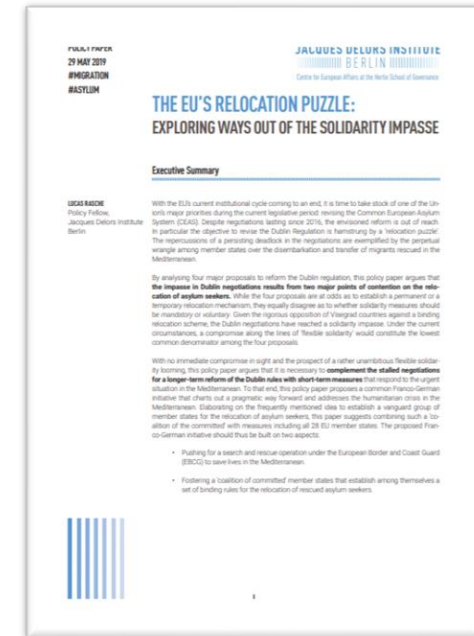 POLICY PAPER
29 MAY 2019
#MIGRATION
#ASYLUM
JACQUES DELORS INSTITUTE
BERLIN
Centre for European Affairs at the Hertie School of Governance
THE EU'S RELOCATION PUZZLE:
EXPLORING WAYS OUT OF THE SOLIDARITY IMPASSE
Executive Summary
LUCAS RASCHE
Policy Fellow,
Jacques Delors Institute
Berlin
With the EU's current institutional cycle coming to an end, it is time to take stock of one of the Un-
ion's major priorities during the current legislative period: revising the Common European Asylum
System (CEAS). Despite negotiations lasting since 2016, the envisioned reform is out of reach.
In particular the objective to revise the Dublin Regulation is hamstrung by a 'relocation puzzle'.
The repercussions of a persisting deadlock in the negotiations are exemplified by the perpetual
wrangle among member states over the disembarkation and transfer of migrants rescued in the
Mediterranean.
By analysing four major proposals to reform the Dublin regulation, this policy paper argues that
the impasse in Dublin negotiations results from two major points of contention on the relo-
cation of asylum seekers. While the four proposals are at odds as to establish a permanent or a
temporary relocation mechanism, they equally disagree as to whether solidarity measures should
be mandatory or voluntary. Given the rigorous opposition of Visegrad countries against a binding
relocation scheme, the Dublin negotiations have reached a solidarity impasse. Under the current
circumstances, a compromise along the lines of 'flexible solidarity' would constitute the lowest
common denominator among the four proposals.
With no immediate compromise in sight and the prospect of a rather unambitious flexible solidar-
ity looming, this policy paper argues that it is necessary to complement the stalled negotiations
for a longer-term reform of the Dublin rules with short-term measures that respond to the urgent
situation in the Mediterranean. To that end, this policy paper proposes a common Franco-German
initiative that charts out a pragmatic way forward and addresses the humanitarian crisis in the
Mediterranean. Elaborating on the frequently mentioned idea to establish a vanguard group of
member states for the relocation of asylum seekers, this paper suggests combining such a 'co-
alition of the committed' with measures including all 28 EU member states. The proposed Fran-
co-German initiative should thus be built on two aspects:
• Pushing for a search and rescue operation under the European Border and Coast Guard
(EBCG) to save lives in the Mediterranean.
• Fostering a 'coalition of committed' member states that establish among themselves a
set of binding rules for the relocation of rescued asylum seekers.